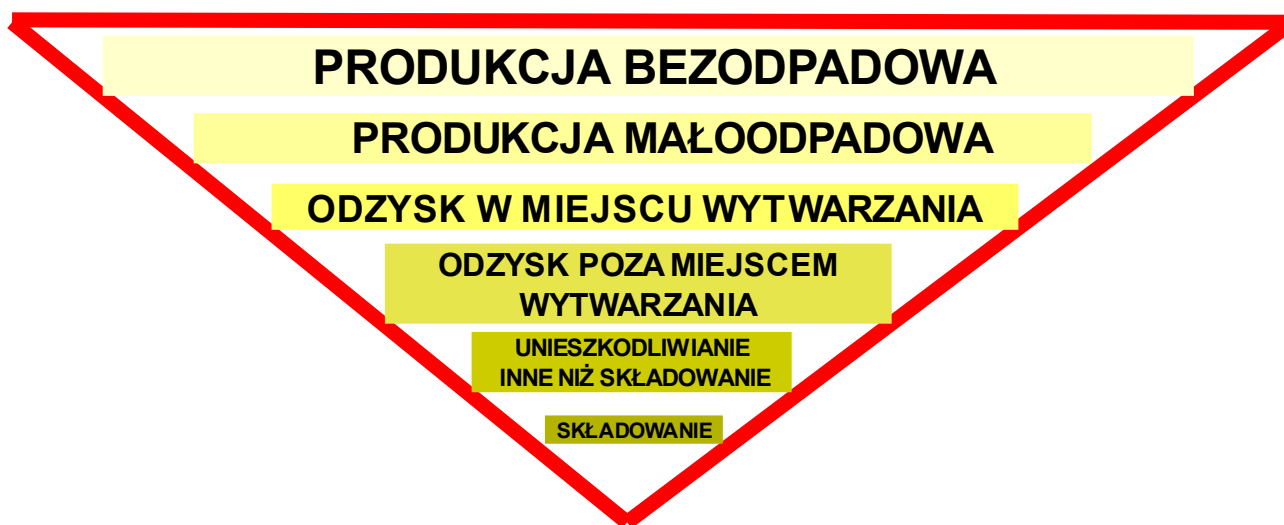 PRODUKCJA BEZODPADOWA
PRODUKCJA MAŁOODPADOWA
ODZYSK W MIEJSCU WYTWARZANIA
ODZYSK POZA MIEJSCEM
WYTWARZANIA
UNIESZKODLIWIANIE
INNE NIŻ SKŁADOWANIE
SKŁADOWANIE